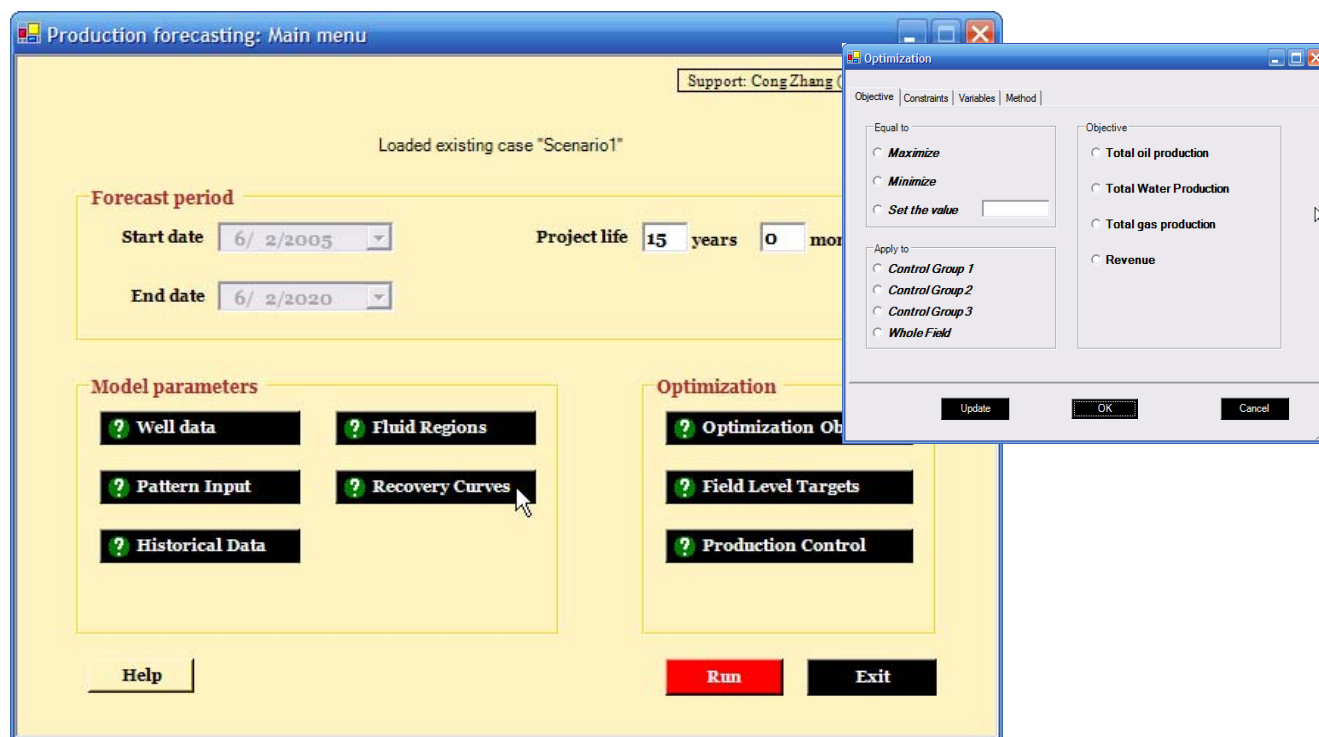 Production forecasting: Main menu
Support: Cong Zhang (
Loaded existing case "Scenario1"
Forecast period
Start date 6/ 2/2005 Project life 15 years 0 mor
End date 6/ 2/2020
Model parameters
? Well data ? Fluid Regions
? Pattern Input ? Recovery Curves
? Historical Data
Optimization
? Optimization Ob
? Field Level Targets
? Production Control
Help Run Exit
Optimization
Objective Constraints Variables Method
Equal to
Maximize
Minimize
Set the value
Apply to
Control Group 1
Control Group 2
Control Group 3
Whole Field
Objective
Total oil production
Total Water Production
Total gas production
Revenue
Update OK Cancel